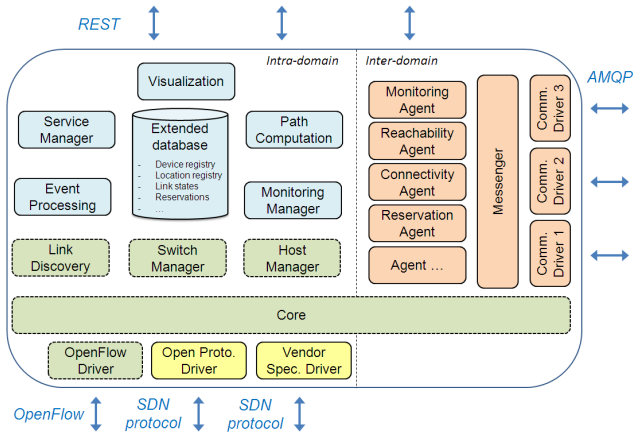 REST
Intra-domain
Inter-domain
AMQP
Visualization
Service
Manager
Extended
database
- Device registry
- Location registry
- Link states
- Reservations
- ...
Path
Computation
Event
Processing
Monitoring
Manager
Link
Discovery
Switch
Manager
Host
Manager
Monitoring
Agent
Reachability
Agent
Connectivity
Agent
Reservation
Agent
Agent ...
Messenger
Comm.
Driver 3
Comm.
Driver 2
Comm.
Driver 1
Core
OpenFlow
Driver
Open Proto.
Driver
Vendor
Spec. Driver
OpenFlow
SDN
protocol
SDN
protocol